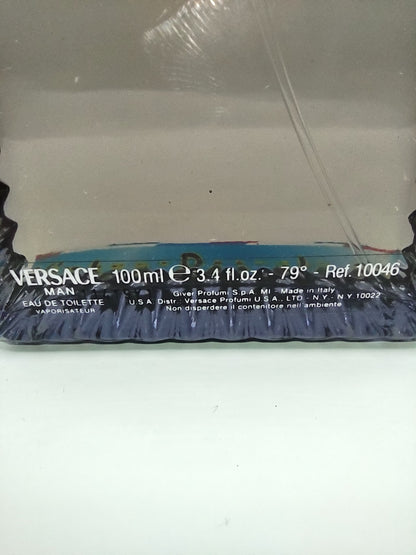 VERSACE 100ml ℮ 3.4 fl.oz. - 79° - Ref. 10046
MAN
EAU DE TOILETTE
VAPORISATEUR
Giver Profumi S.p.A. MI - Made in Italy
U.S.A. Distr.: Versace Profumi U.S.A., LTD - N.Y. - N.Y. 10022
Non disperdere il contenitore nell'ambiente